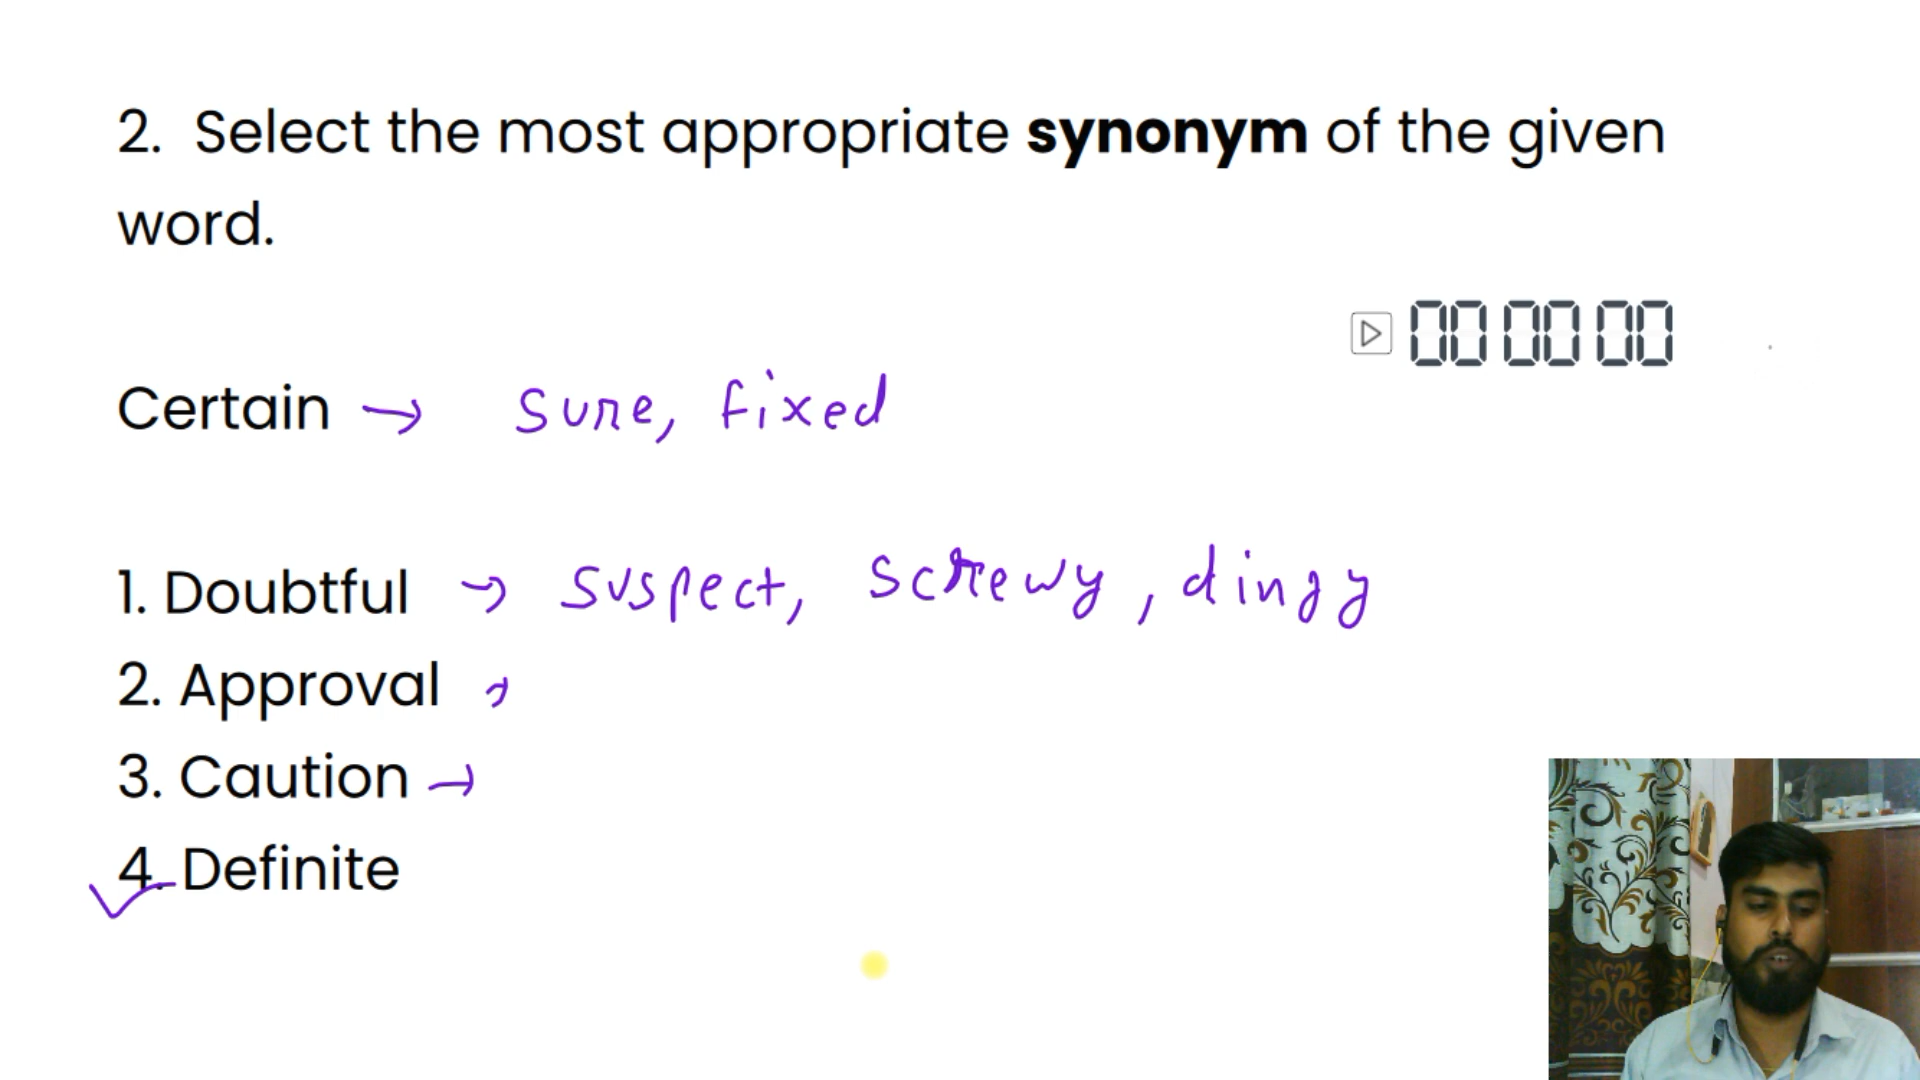 2. Select the most appropriate synonym of the given
word.
00 00 00
Certain → sure, fixed
1. Doubtful → suspect, screwy, dingy
2. Approval →
3. Caution →
4. Definite